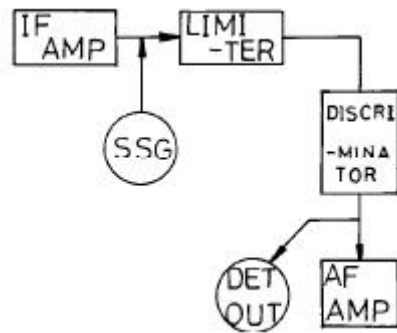 IF
AMP
LIMI
-TER
SSG
DISCRI
-MINA
TOR
DET
OUT
AF
AMP